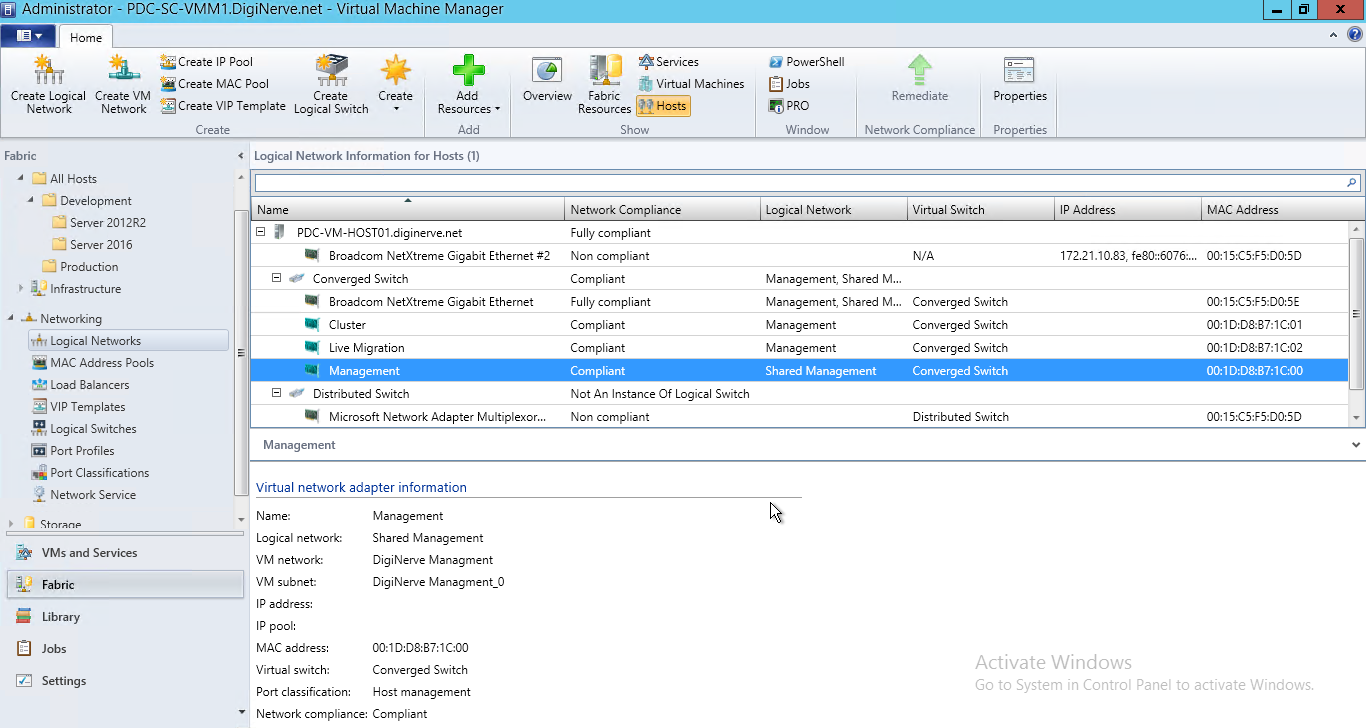 Administrator - PDC-SC-VMM1.DigiNerve.net - Virtual Machine Manager
Home
Create Logical Network
Create VM Network
Create IP Pool
Create MAC Pool
Create VIP Template
Create Logical Switch
Create
Add Resources
Overview
Fabric Resources
Services
Virtual Machines
Hosts
PowerShell
Jobs
PRO
Remediate
Properties
Create
Add
Show
Window
Network Compliance
Properties
Fabric
All Hosts
Development
Server 2012R2
Server 2016
Production
Infrastructure
Networking
Logical Networks
MAC Address Pools
Load Balancers
VIP Templates
Logical Switches
Port Profiles
Port Classifications
Network Service
Storage
VMs and Services
Fabric
Library
Jobs
Settings
Logical Network Information for Hosts (1)
Name Network Compliance Logical Network Virtual Switch IP Address MAC Address
PDC-VM-HOST01.diginerve.net Fully compliant
Broadcom NetXtreme Gigabit Ethernet #2 Non compliant N/A 172.21.10.83, fe80::6076:... 00:15:C5:F5:D0:5D
Converged Switch Compliant Management, Shared M...
Broadcom NetXtreme Gigabit Ethernet Fully compliant Management, Shared M... Converged Switch 00:15:C5:F5:D0:5E
Cluster Compliant Management Converged Switch 00:1D:D8:B7:1C:01
Live Migration Compliant Management Converged Switch 00:1D:D8:B7:1C:02
Management Compliant Shared Management Converged Switch 00:1D:D8:B7:1C:00
Distributed Switch Not An Instance Of Logical Switch
Microsoft Network Adapter Multiplexor... Non compliant Distributed Switch 00:15:C5:F5:D0:5D
Management
Virtual network adapter information
Name: Management
Logical network: Shared Management
VM network: DigiNerve Managment
VM subnet: DigiNerve Managment_0
IP address:
IP pool:
MAC address: 00:1D:D8:B7:1C:00
Virtual switch: Converged Switch
Port classification: Host management
Network compliance: Compliant
Activate Windows
Go to System in Control Panel to activate Windows.